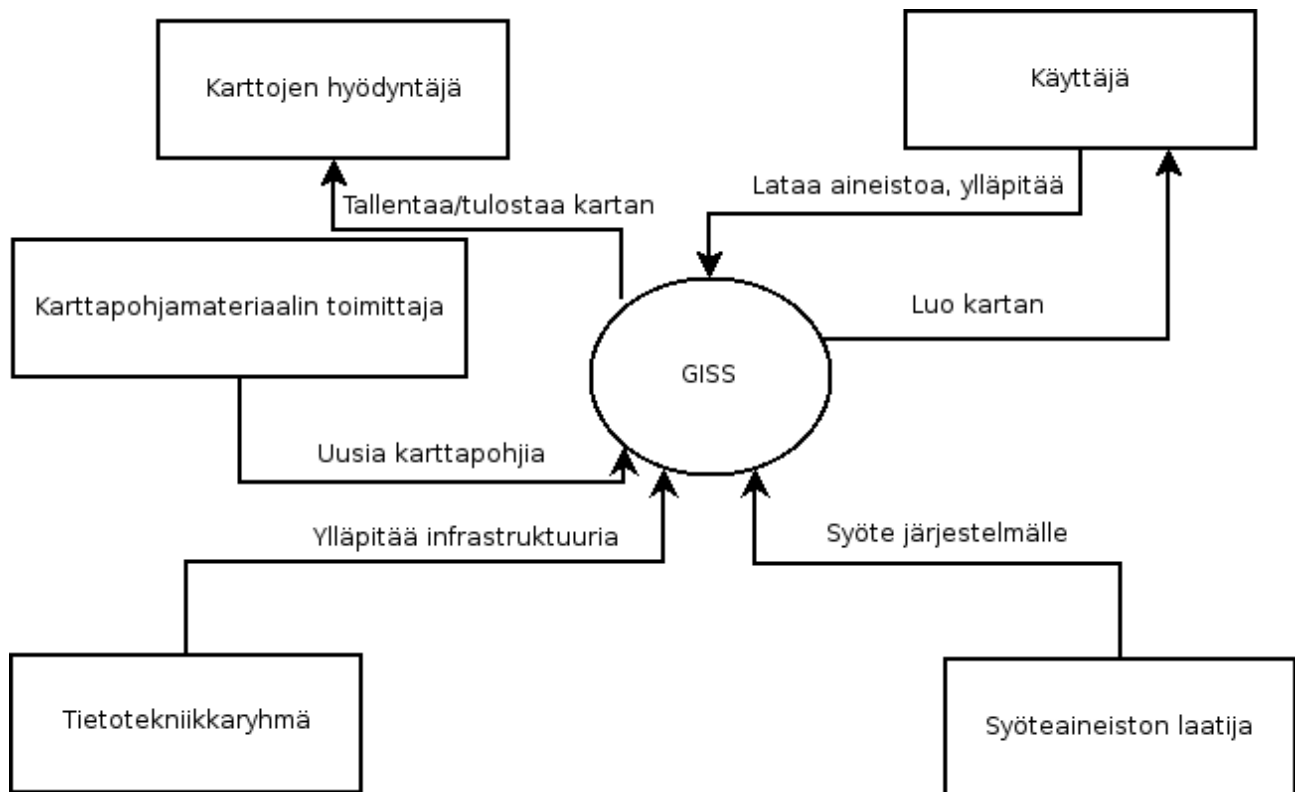 Karttojen hyödyntäjä
Käyttäjä
Lataa aineistoa, ylläpitää
Tallentaa/tulostaa kartan
Karttapohjamateriaalin toimittaja
Luo kartan
GISS
Uusia karttapohjia
Ylläpitää infrastruktuuria
Syöte järjestelmälle
Tietotekniikkaryhmä
Syöteaineiston laatija